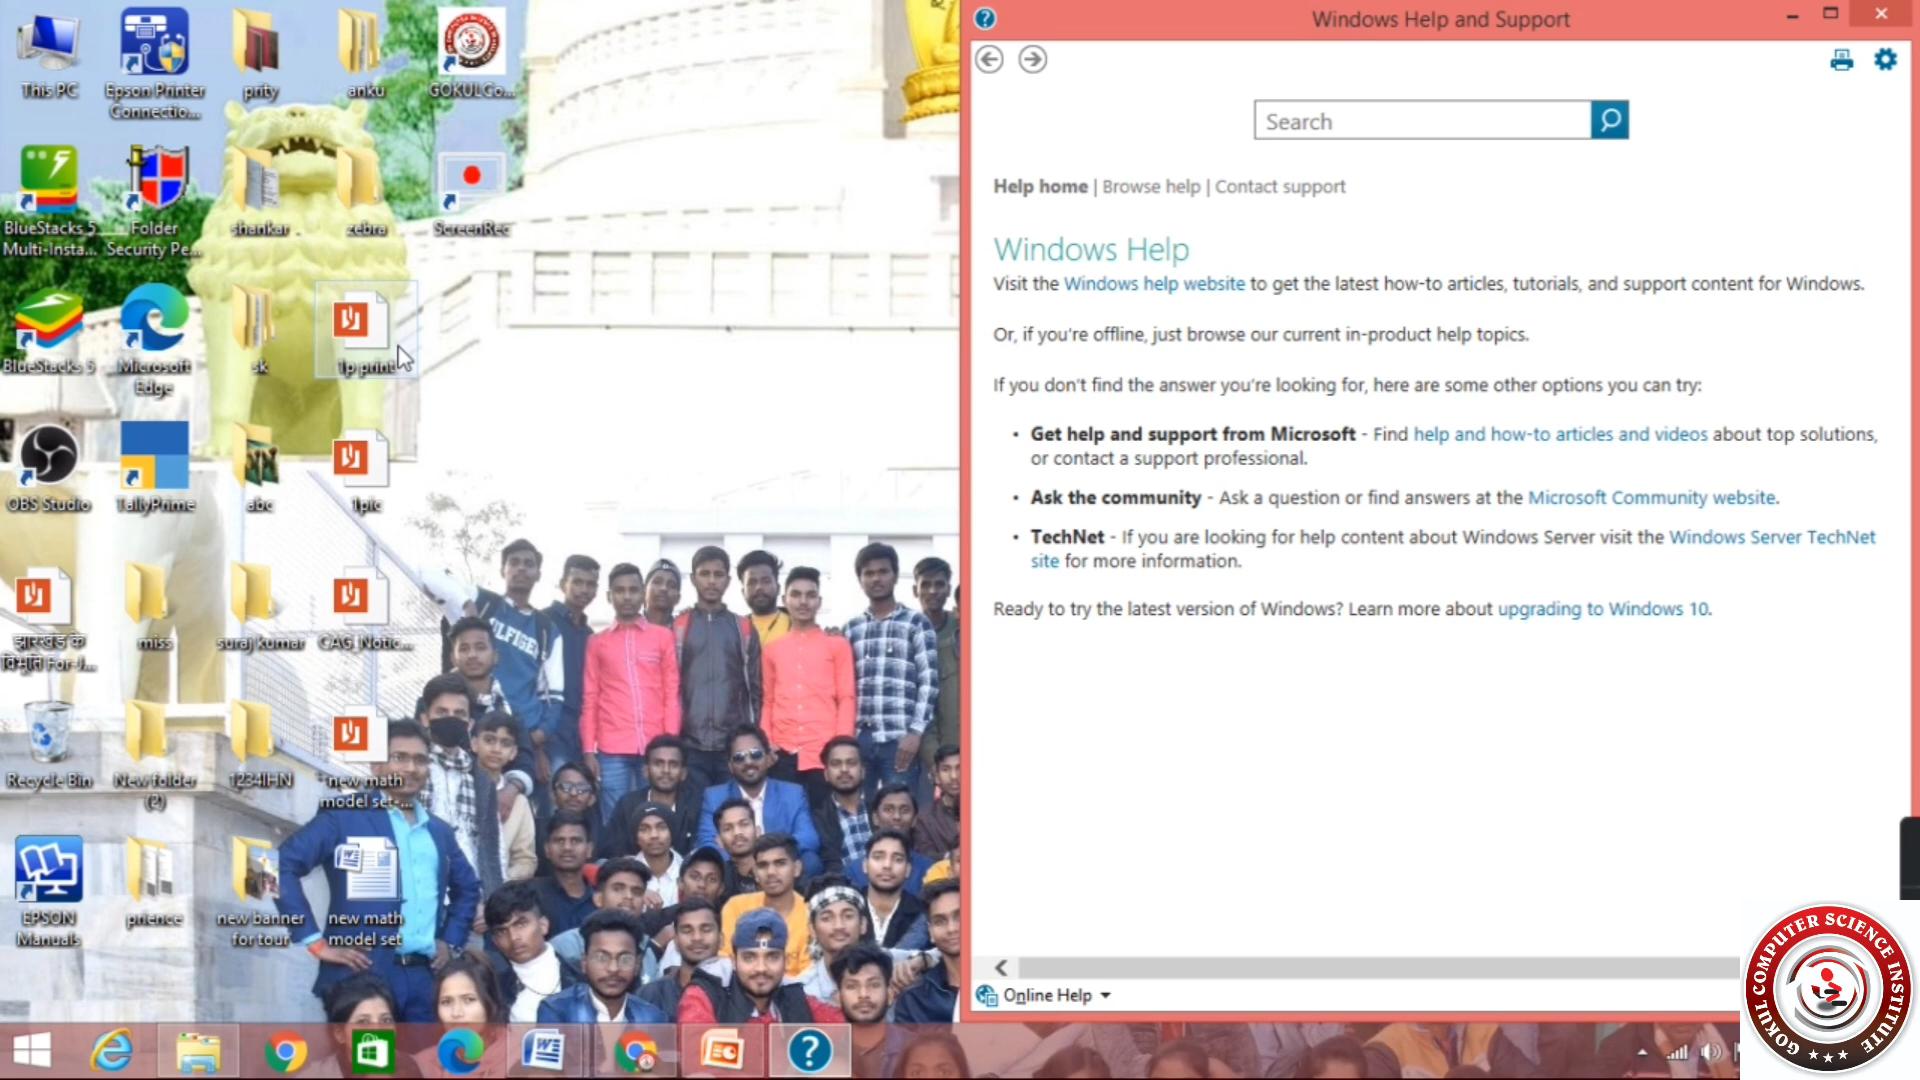 This PC
Epson Printer
Connectio...
prity
anku
GOKULCo...
BlueStacks 5
Multi-Insta...
Folder
Security Pe...
shankar
zebra
ScreenRec
BlueStacks 5
Microsoft
Edge
sk
1p print
OBS Studio
TallyPrime
abc
1pic
झारखंड के
विभूति For-J...
miss
suraj kumar
CAG_Notic...
Recycle Bin
New folder
(2)
1234IHN
new math
model set-...
EPSON
Manuals
prience
new banner
for tour
new math
model set
Windows Help and Support
Search
Help home | Browse help | Contact support
Windows Help
Visit the Windows help website to get the latest how-to articles, tutorials, and support content for Windows.
Or, if you're offline, just browse our current in-product help topics.
If you don't find the answer you're looking for, here are some other options you can try:
• Get help and support from Microsoft - Find help and how-to articles and videos about top solutions,
or contact a support professional.
• Ask the community - Ask a question or find answers at the Microsoft Community website.
• TechNet - If you are looking for help content about Windows Server visit the Windows Server TechNet
site for more information.
Ready to try the latest version of Windows? Learn more about upgrading to Windows 10.
Online Help
GOKUL COMPUTER SCIENCE INSTITUTE